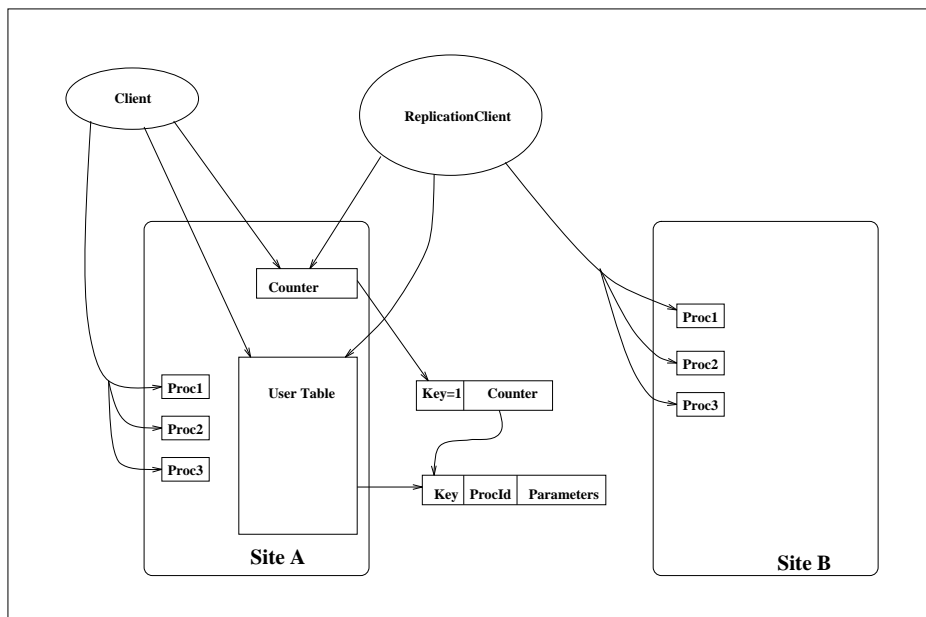 Client
ReplicationClient
Counter
Proc1
Proc2
Proc3
User Table
Key=1 Counter
Key ProcId Parameters
Site A
Proc1
Proc2
Proc3
Site B